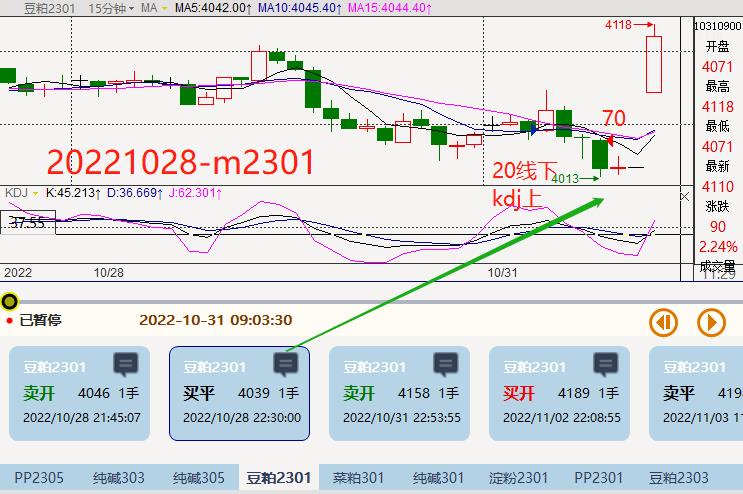 豆粕2301 15分钟 MA MA5:4042.00↑ MA10:4045.40↑ MA15:4044.40↑
4118
10310900
开盘
4071
最高
4118
最低
4071
最新
4110
涨跌
90
2.24%
成交量
11:29
70
20221028-m2301
20线下
kdj上
4013
KDJ K:45.213↑ D:36.669↑ J:62.301↑
37.55
2022 10/28 10/31
已暂停 2022-10-31 09:03:30
豆粕2301
卖开 4046 1手
2022/10/28 21:45:07
豆粕2301
买平 4039 1手
2022/10/28 22:30:00
豆粕2301
卖开 4158 1手
2022/10/31 22:53:55
豆粕2301
买开 4189 1手
2022/11/02 22:08:55
豆粕2301
卖平 419
2022/11/03 11
PP2305 纯碱303 纯碱305 豆粕2301 菜粕301 纯碱301 淀粉2301 PP2301 豆粕2303